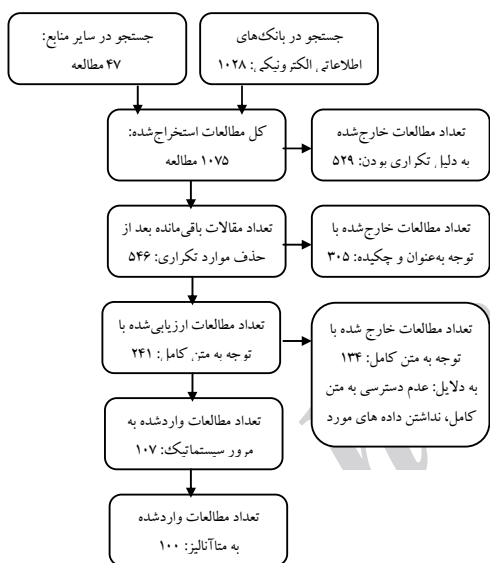 جستجو در بانک‌های
اطلاعاتی الکترونیکی: ۱۰۲۸
جستجو در سایر منابع:
۴۷ مطالعه
کل مطالعات استخراج‌شده:
۱۰۷۵ مطالعه
تعداد مطالعات خارج‌شده
به دلیل تکراری بودن: ۵۲۹
تعداد مقالات باقی‌مانده بعد از
حذف موارد تکراری: ۵۴۶
تعداد مطالعات خارج‌شده با
توجه به‌عنوان و چکیده: ۳۰۵
تعداد مطالعات ارزیابی‌شده با
توجه به متن کامل: ۲۴۱
تعداد مطالعات خارج شده با
توجه به متن کامل: ۱۳۴
به دلایل: عدم دسترسی به متن
کامل، نداشتن داده های مورد
تعداد مطالعات واردشده به
مرور سیستماتیک: ۱۰۷
تعداد مطالعات واردشده
به متاآنالیز: ۱۰۰